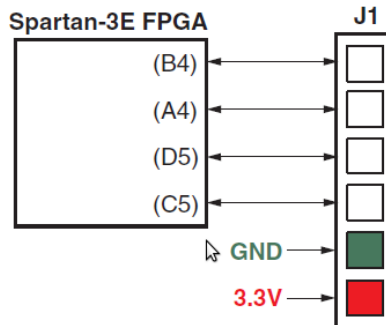 Spartan-3E FPGA
J1
(B4)
(A4)
(D5)
(C5)
GND
3.3V